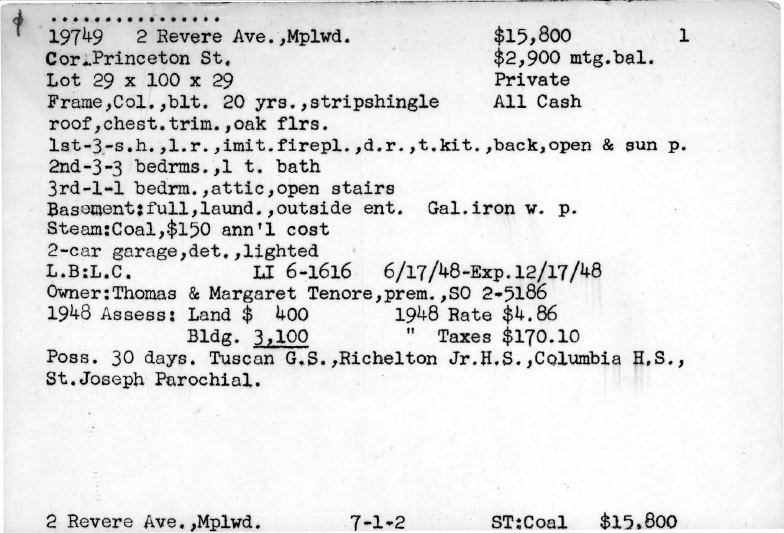 19749 2 Revere Ave.,Mplwd. $15,800 1
Cor.Princeton St. $2,900 mtg.bal.
Lot 29 x 100 x 29 Private
Frame,Col.,blt. 20 yrs.,stripshingle All Cash
roof,chest.trim.,oak flrs.
1st-3-s.h.,l.r.,imit.firepl.,d.r.,t.kit.,back,open & sun p.
2nd-3-3 bedrms.,1 t. bath
3rd-1-1 bedrm.,attic,open stairs
Basement:full,laund.,outside ent. Gal.iron w. p.
Steam:Coal,$150 ann'l cost
2-car garage,det.,lighted
L.B:L.C. LI 6-1616 6/17/48-Exp.12/17/48
Owner:Thomas & Margaret Tenore,prem.,SO 2-5186
1948 Assess: Land $ 400 1948 Rate $4.86
Bldg. 3,100 " Taxes $170.10
Poss. 30 days. Tuscan G.S.,Richelton Jr.H.S.,Columbia H.S.,
St.Joseph Parochial.
2 Revere Ave.,Mplwd. 7-1-2 ST:Coal $15,800